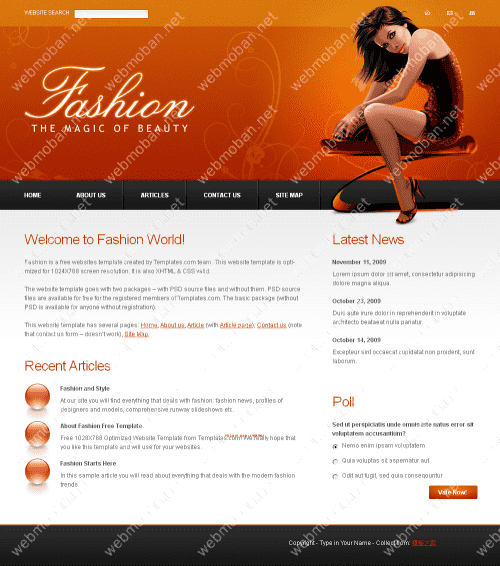 WEBSITE SEARCH
Fashion
THE MAGIC OF BEAUTY
HOME
ABOUT US
ARTICLES
CONTACT US
SITE MAP
Welcome to Fashion World!
Fashion is a free websites template created by Templates.com team. This website template is opti-
mized for 1024X768 screen resolution. It is also XHTML & CSS valid.
The website template goes with two packages – with PSD source files and without them. PSD source
files are available for free for the registered members of Templates.com. The basic package (without
PSD is available for anyone without registration).
This website template has several pages: Home, About us, Article (with Article page), Contact us (note
that contact us form – doesn't work), Site Map.
Recent Articles
Fashion and Style
At our site you will find everything that deals with fashion: fashion news, profiles of
designers and models, comprehensive runway slideshows etc.
About Fashion Free Template
Free 1028X768 Optimized Website Template from Templates.com! We really hope that
you like this template and will use for your websites.
Fashion Starts Here
In this sample article you will read about everything that deals with the modern fashion
trends
Latest News
November 11, 2009
Lorem ipsum dolor sit amet, consectetur adipisicing
dolore magna aliqua.
October 23, 2009
Duis aute irure dolor in reprehenderit in voluptate
architecto beataeat nulla pariatur.
October 14, 2009
Excepteur sint occaecat cupidatat non proident, sunt
laborum.
Poll
Sed ut perspiciatis unde omnis iste natus error sit
voluptatem accusantium?
Nemo enim ipsam voluptatem
Quia voluptas sit aspernatur aut
Odit aut fugit, sed quia consequuntur
Vote Now!
Copyright - Type in Your Name - Collect from:
webmoban.net